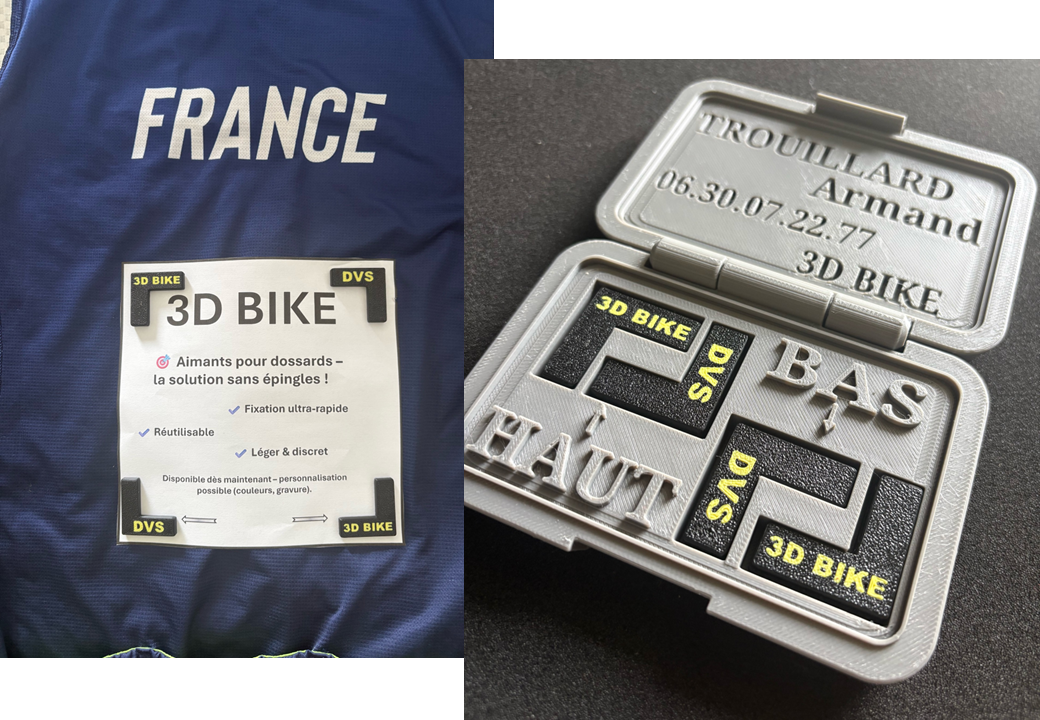 FRANCE
3D BIKE
DVS
3D BIKE
🎯 Aimants pour dossards –
la solution sans épingles !
✔ Fixation ultra-rapide
✔ Réutilisable
✔ Léger & discret
Disponible dès maintenant – personnalisation
possible (couleurs, gravure).
DVS
3D BIKE
TROUILLARD
Armand
06.30.07.22.77
3D BIKE
3D BIKE
DVS
BAS
HAUT
DVS
3D BIKE